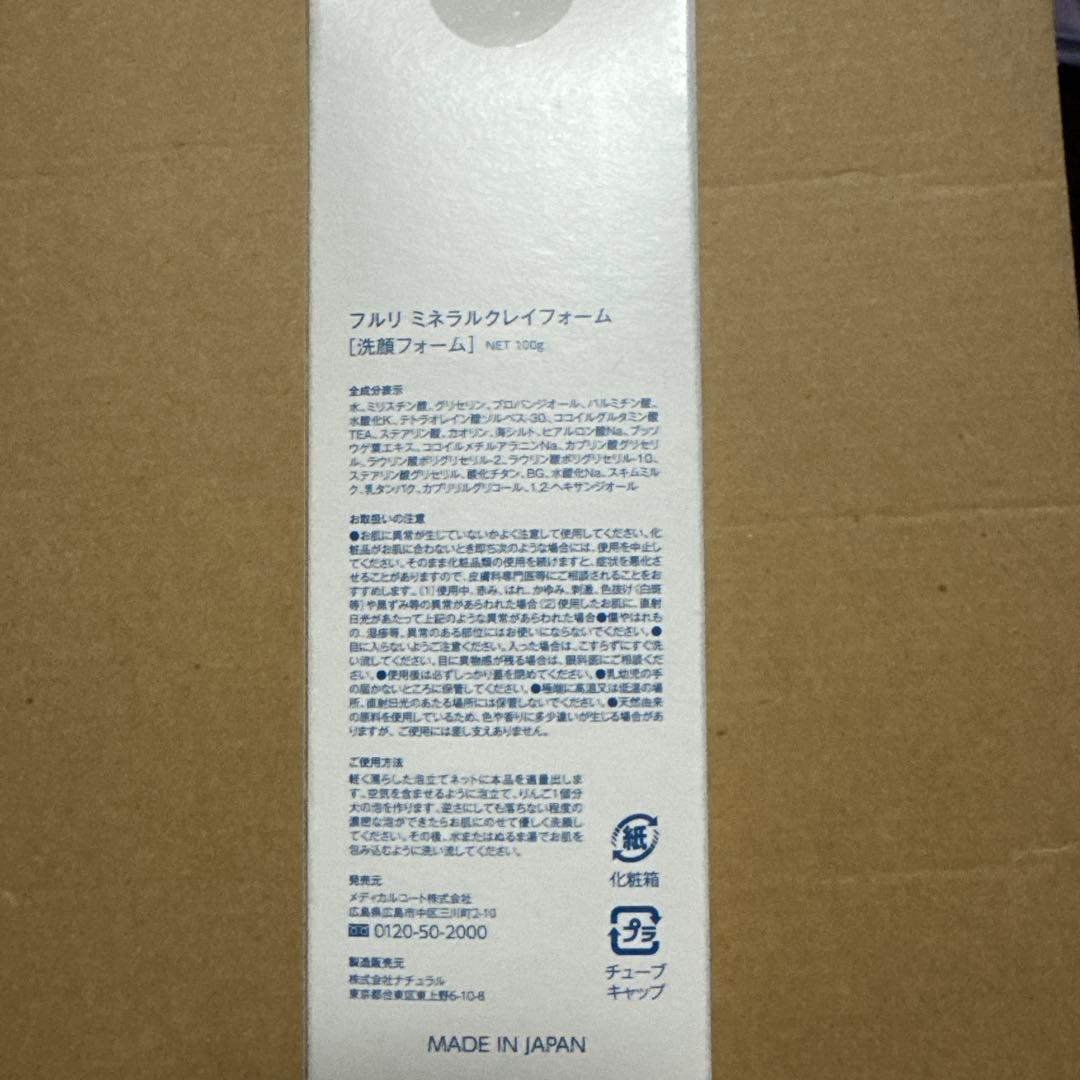 フルリ ミネラルクレイフォーム
[洗顔フォーム] NET 100g
全成分表示
水、ミリスチン酸、グリセリン、プロパンジオール、パルミチン酸、
水酸化K、テトラオレイン酸ソルベス-30、ココイルグルタミン酸
TEA、ステアリン酸、カオリン、海シルト、ヒアルロン酸Na、ブッソ
ウゲ葉エキス、ココイルメチルアラニンNa、カプリン酸グリセリ
ル、ラウリン酸ポリグリセリル-2、ラウリン酸ポリグリセリル-10、
ステアリン酸グリセリル、酸化チタン、BG、水酸化Na、スキムミル
ク、乳タンパク、カプリリルグリコール、1,2-ヘキサンジオール
お取扱いの注意
●お肌に異常が生じていないかよく注意して使用してください。化
粧品がお肌に合わないとき即ち次のような場合には、使用を中止し
てください。そのまま化粧品類の使用を続けますと、症状を悪化さ
せることがありますので、皮膚科専門医等にご相談されることをお
すすめします。(1)使用中、赤み、はれ、かゆみ、刺激、色抜け(白斑
等)や黒ずみ等の異常があらわれた場合(2)使用したお肌に、直射
日光があたって上記のような異常があらわれた場合●傷やはれも
の、湿疹等、異常のある部位にはお使いにならないでください。●
目に入らないようご注意ください。入った場合は、こすらずにすぐ洗
い流してください。目に異物感が残る場合は、眼科医にご相談くだ
さい。●使用後は必ずしっかり蓋を閉めてください。●乳幼児の手
の届かないところに保管してください。●極端に高温又は低温の場
所、直射日光のあたる場所には保管しないでください。●天然由来
の原料を使用しているため、色や香りに多少違いが生じる場合があ
りますが、ご使用には差し支えありません。
ご使用方法
軽く濡らした泡立てネットに本品を適量出しま
す。空気を含ませるように泡立て、りんご1個分
大の泡を作ります。逆さにしても落ちない程度の
濃密な泡ができたらお肌にのせて優しく洗顔し
てください。その後、水またはぬるま湯でお肌を
包み込むように洗い流してください。
発売元
メディカルコート株式会社
広島県広島市中区三川町2-10
0120-50-2000
製造販売元
株式会社ナチュラル
東京都台東区東上野6-10-8
紙
化粧箱
プラ
チューブ
キャップ
MADE IN JAPAN